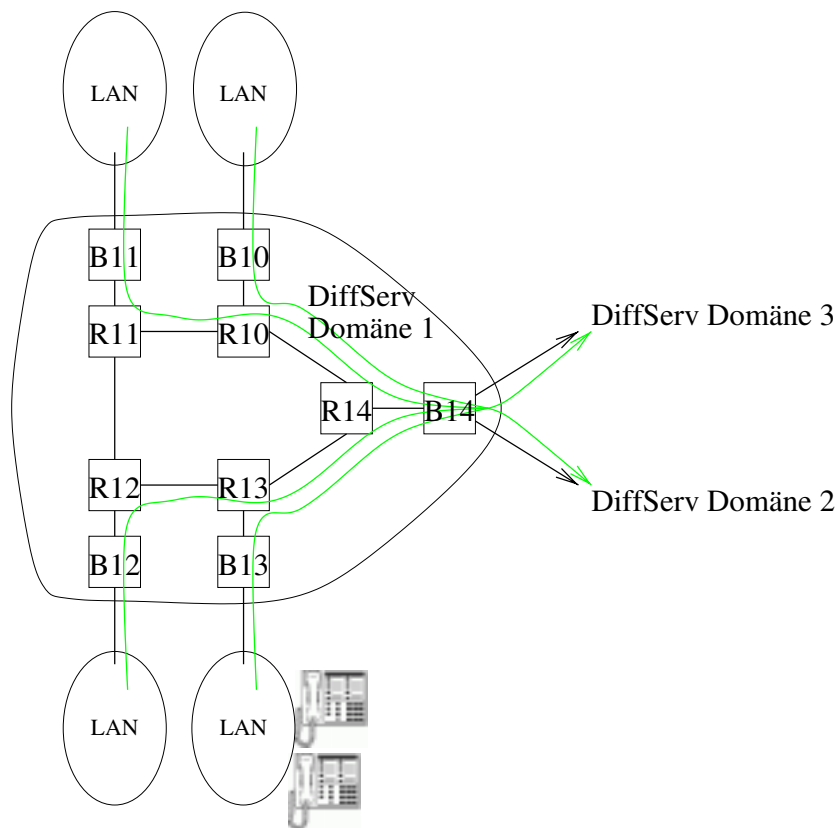 LAN LAN
B11 B10
DiffServ
Domäne 1
DiffServ Domäne 3
R11 R10
R14 B14
R12 R13
DiffServ Domäne 2
B12 B13
LAN LAN